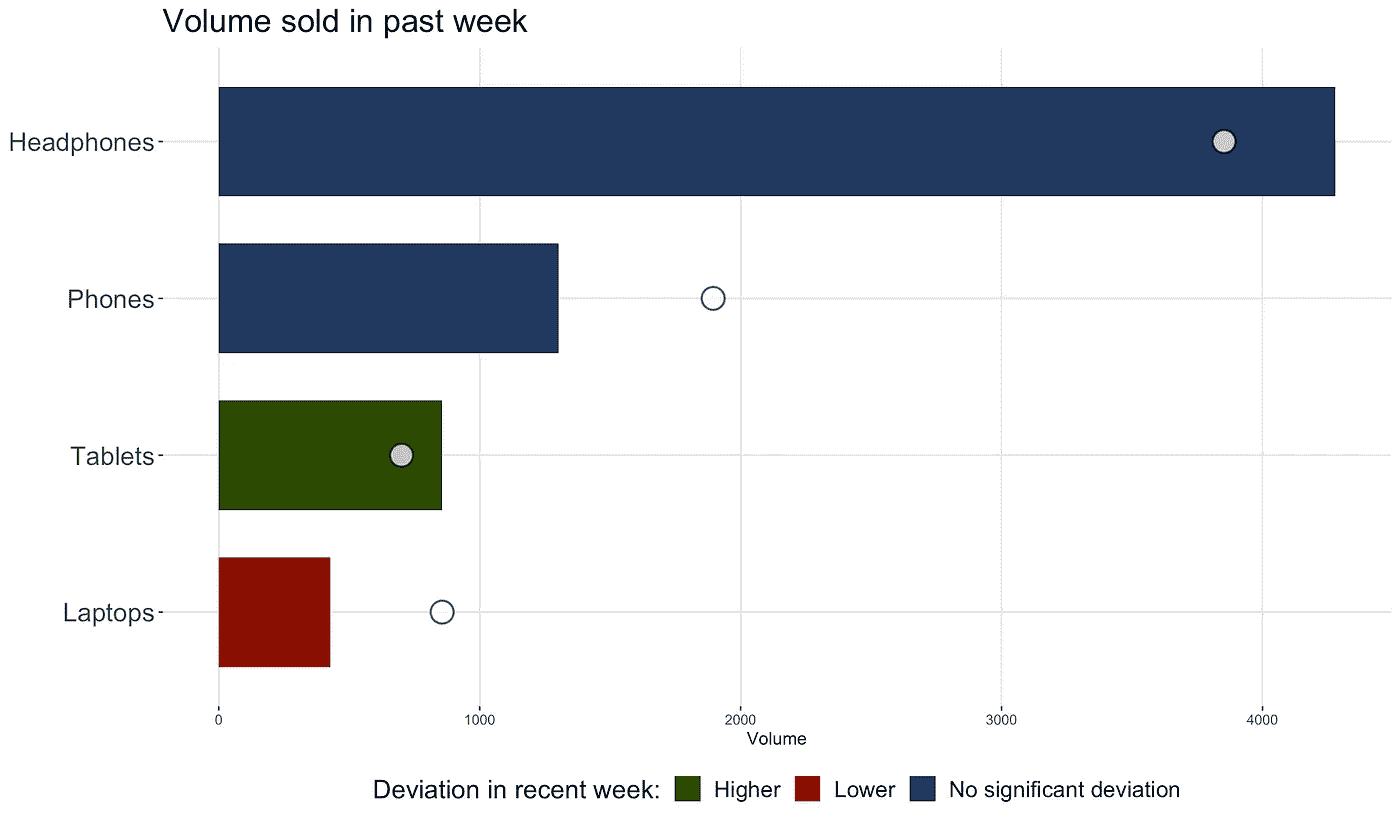 Volume sold in past week
Headphones
Phones
Tablets
Laptops
0 1000 2000 3000 4000
Volume
Deviation in recent week: Higher Lower No significant deviation